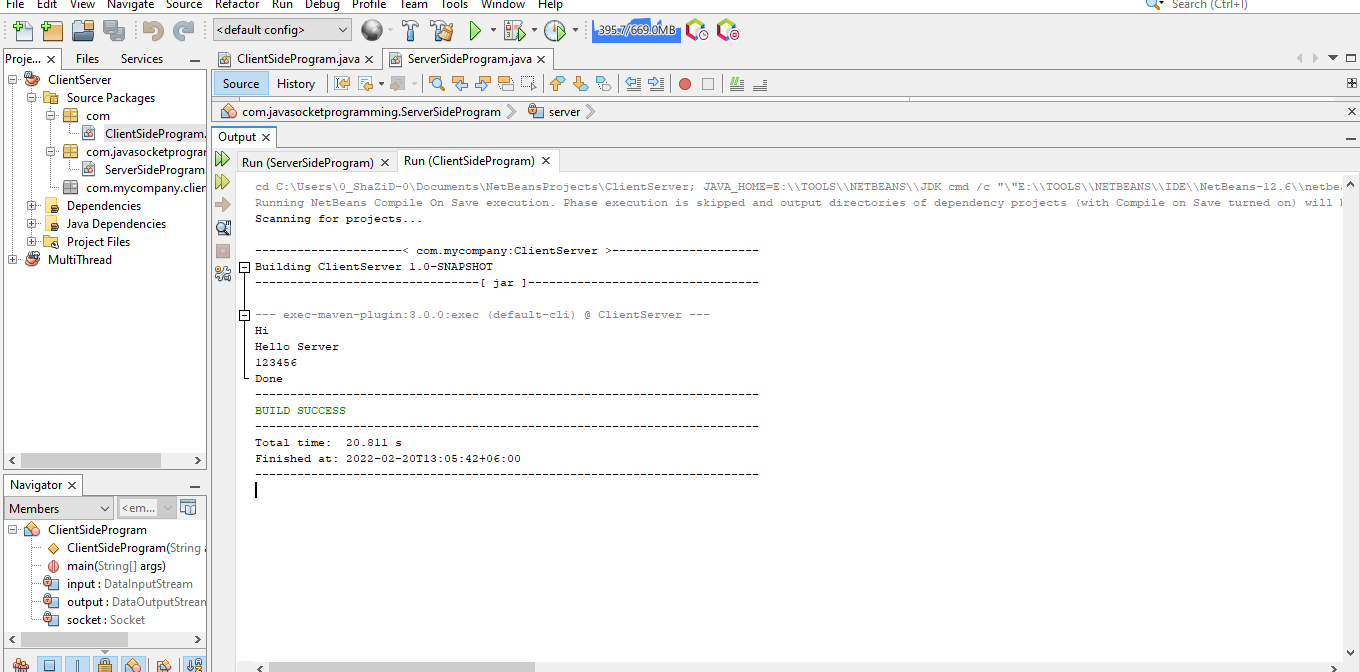 File Edit View Navigate Source Refactor Run Debug Profile Team Tools Window Help Search (Ctrl+I)
<default config> 395.7/669.0MB
Proje... Files Services
ClientSideProgram.java ServerSideProgram.java
ClientServer
Source History
Source Packages
com
com.javasocketprogramming.ServerSideProgram server
ClientSideProgram.
Output
com.javasocketprogra
Run (ServerSideProgram) Run (ClientSideProgram)
ServerSideProgram
com.mycompany.clien
Dependencies
Java Dependencies
Project Files
MultiThread
cd C:\Users\0_ShaZiD-0\Documents\NetBeansProjects\ClientServer; JAVA_HOME=E:\\TOOLS\\NETBEANS\\JDK cmd /c "\"E:\\TOOLS\\NETBEANS\\IDE\\NetBeans-12.6\\netbea
Running NetBeans Compile On Save execution. Phase execution is skipped and output directories of dependency projects (with Compile on Save turned on) will
Scanning for projects...
---------------------< com.mycompany:ClientServer >---------------------
Building ClientServer 1.0-SNAPSHOT
--------------------------------[ jar ]---------------------------------
--- exec-maven-plugin:3.0.0:exec (default-cli) @ ClientServer ---
Hi
Hello Server
123456
Done
------------------------------------------------------------------------
BUILD SUCCESS
------------------------------------------------------------------------
Total time:  20.811 s
Finished at: 2022-02-20T13:05:42+06:00
------------------------------------------------------------------------
Navigator
Members <em...
ClientSideProgram
ClientSideProgram(String a
main(String[] args)
input : DataInputStream
output : DataOutputStream
socket : Socket